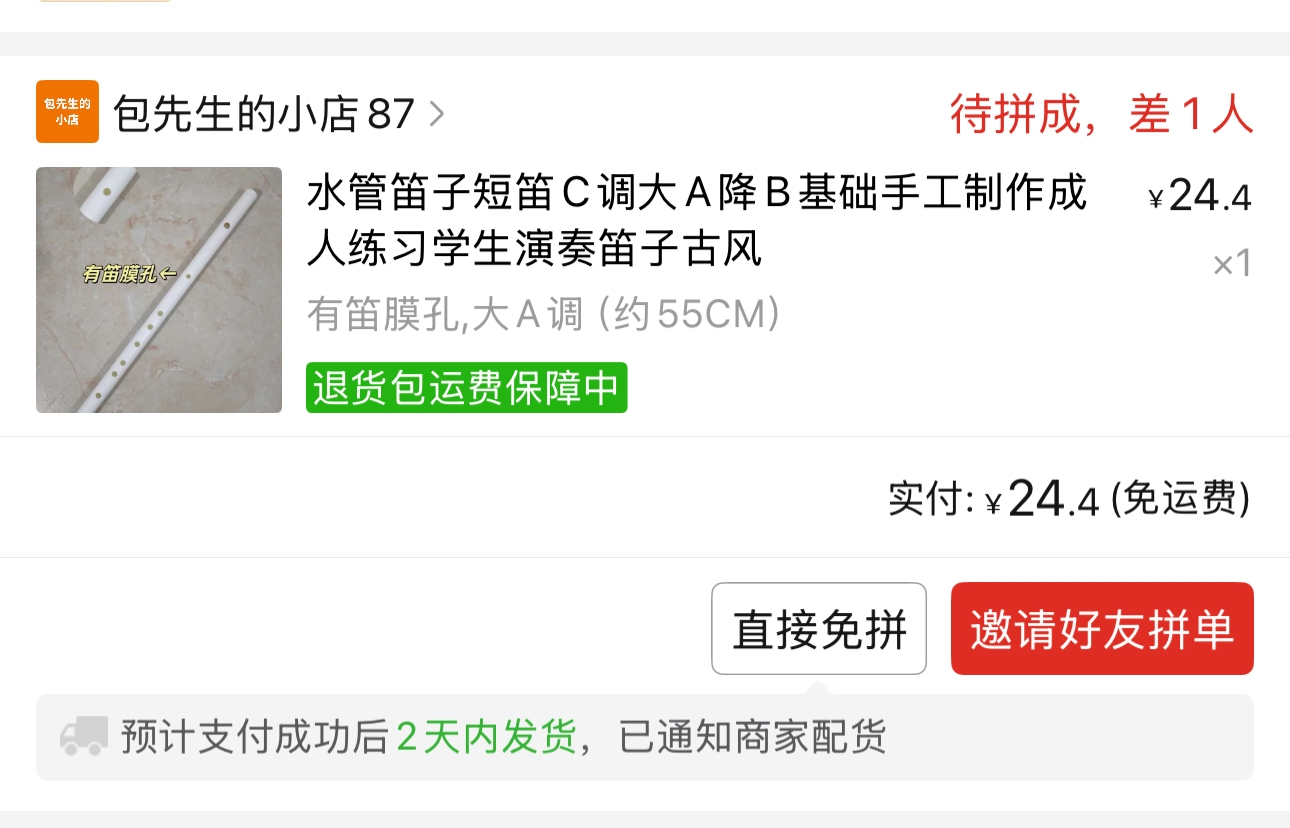 包先生的
小店
包先生的小店87 >
待拼成，差1人
水管笛子短笛C调大A降B基础手工制作成
人练习学生演奏笛子古风
¥24.4
×1
有笛膜孔←
有笛膜孔,大A调（约55CM）
退货包运费保障中
实付: ¥24.4 (免运费)
直接免拼
邀请好友拼单
预计支付成功后2天内发货，已通知商家配货